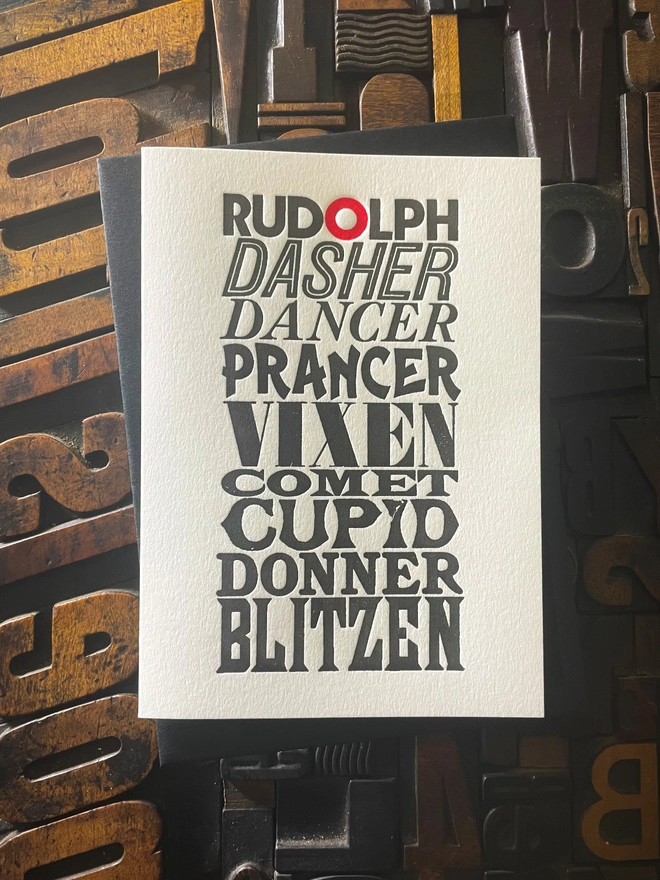 RUDOLPH
DASHER
DANCER
PRANCER
VIXEN
COMET
CUPID
DONNER
BLITZEN